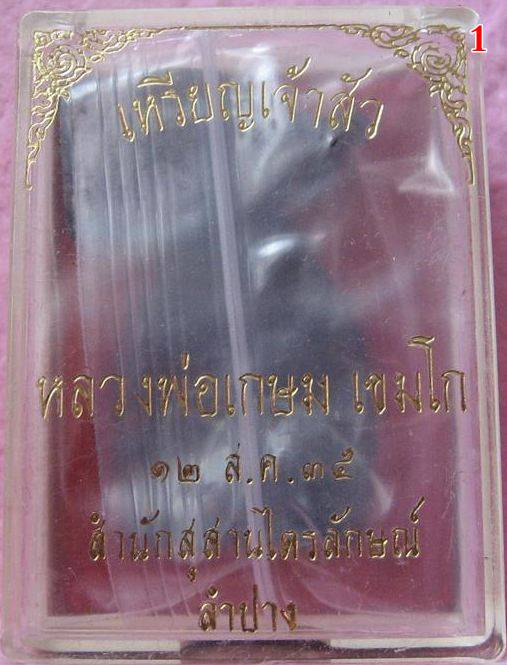 1
เหรียญเจ้าสัว
หลวงพ่อเกษม เขมโก
๑๒ ส.ค.๓๕
สำนักสุสานไตรลักษณ์
ลำปาง